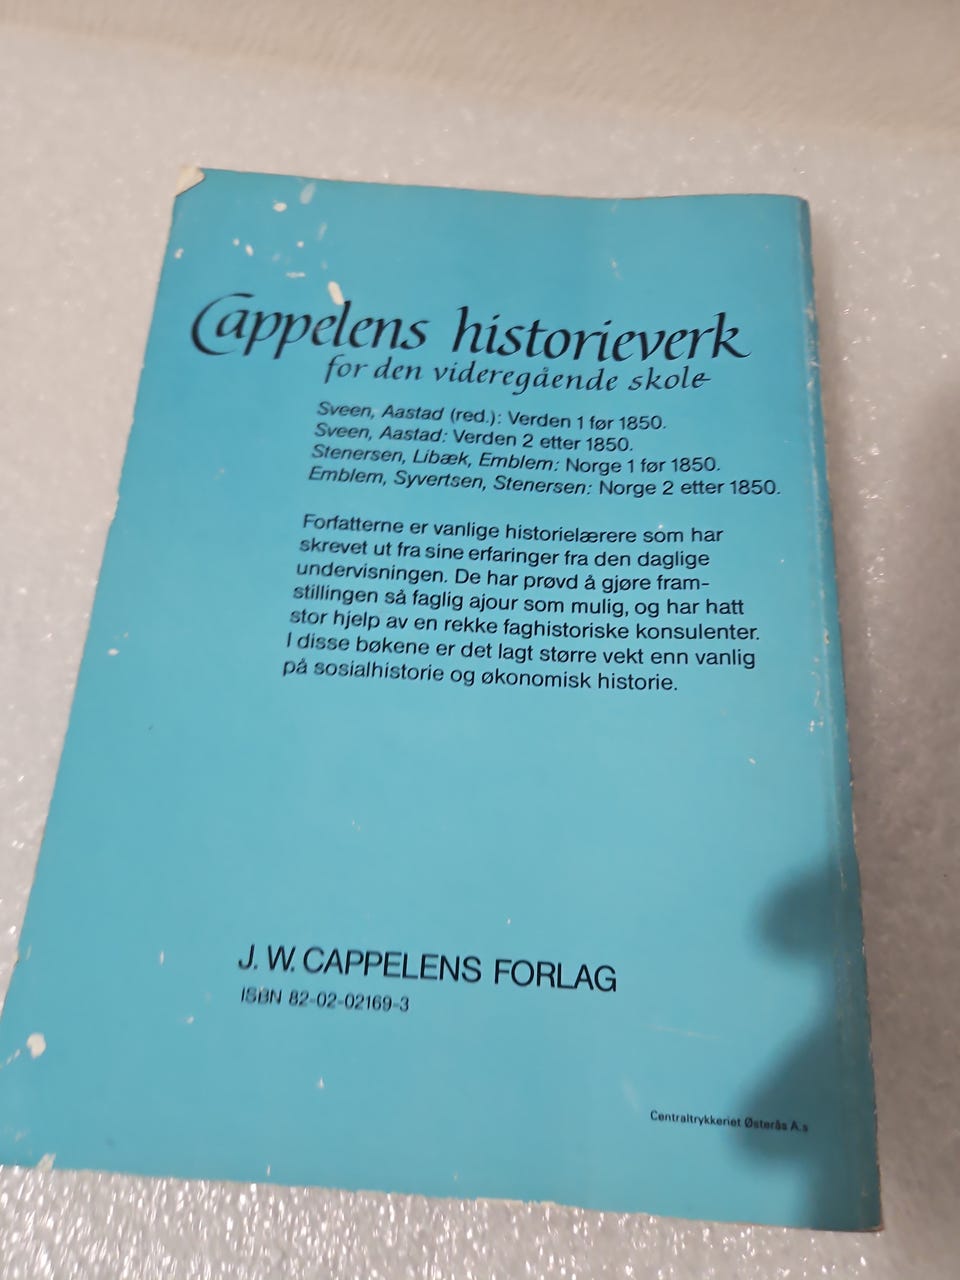 Cappelens historieverk
for den videregående skole
Sveen, Aastad (red.): Verden 1 før 1850.
Sveen, Aastad: Verden 2 etter 1850.
Stenersen, Libæk, Emblem: Norge 1 før 1850.
Emblem, Syvertsen, Stenersen: Norge 2 etter 1850.
Forfatterne er vanlige historielærere som har
skrevet ut fra sine erfaringer fra den daglige
undervisningen. De har prøvd å gjøre fram-
stillingen så faglig ajour som mulig, og har hatt
stor hjelp av en rekke faghistoriske konsulenter.
I disse bøkene er det lagt større vekt enn vanlig
på sosialhistorie og økonomisk historie.
J. W. CAPPELENS FORLAG
ISBN 82-02-02169-3
Centraltrykkeriet Østerås A.s